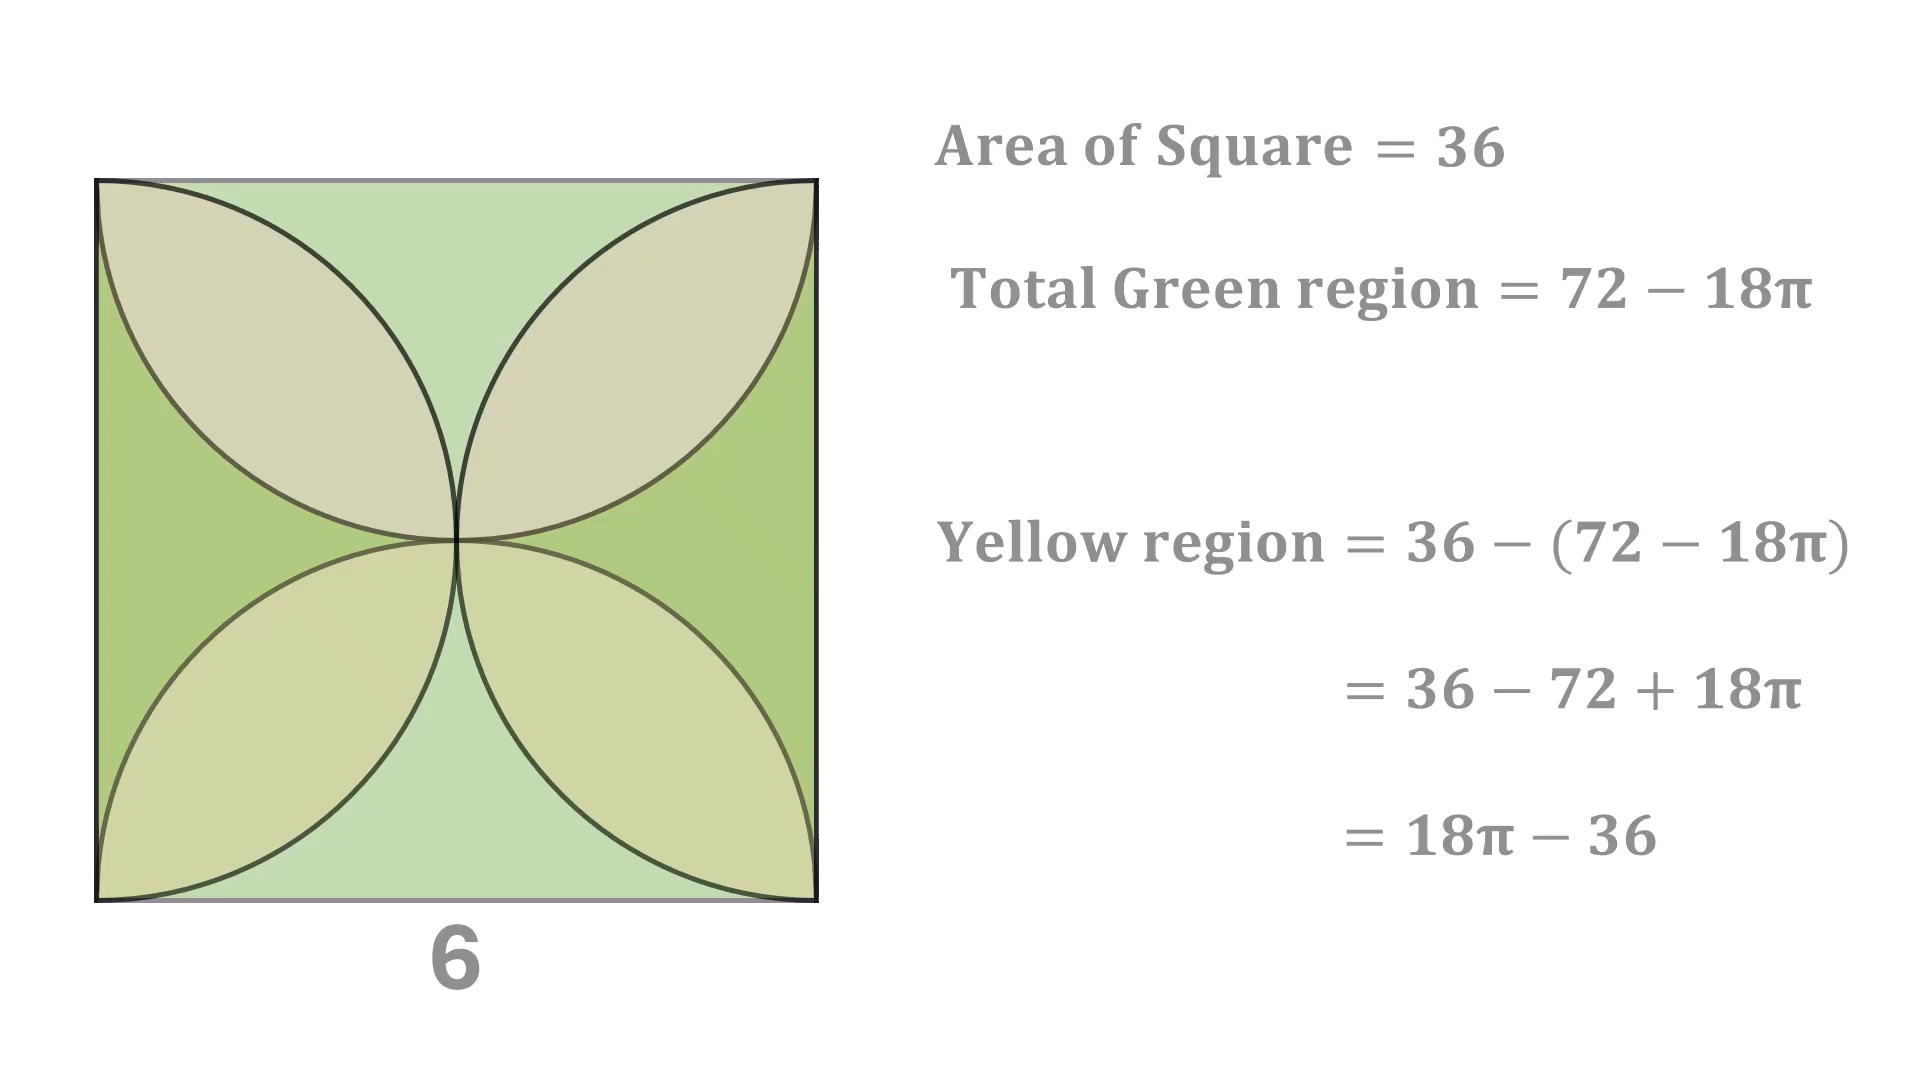 Area of Square = 36
Total Green region = 72 − 18π
Yellow region = 36 − (72 − 18π)
= 36 − 72 + 18π
= 18π − 36
6